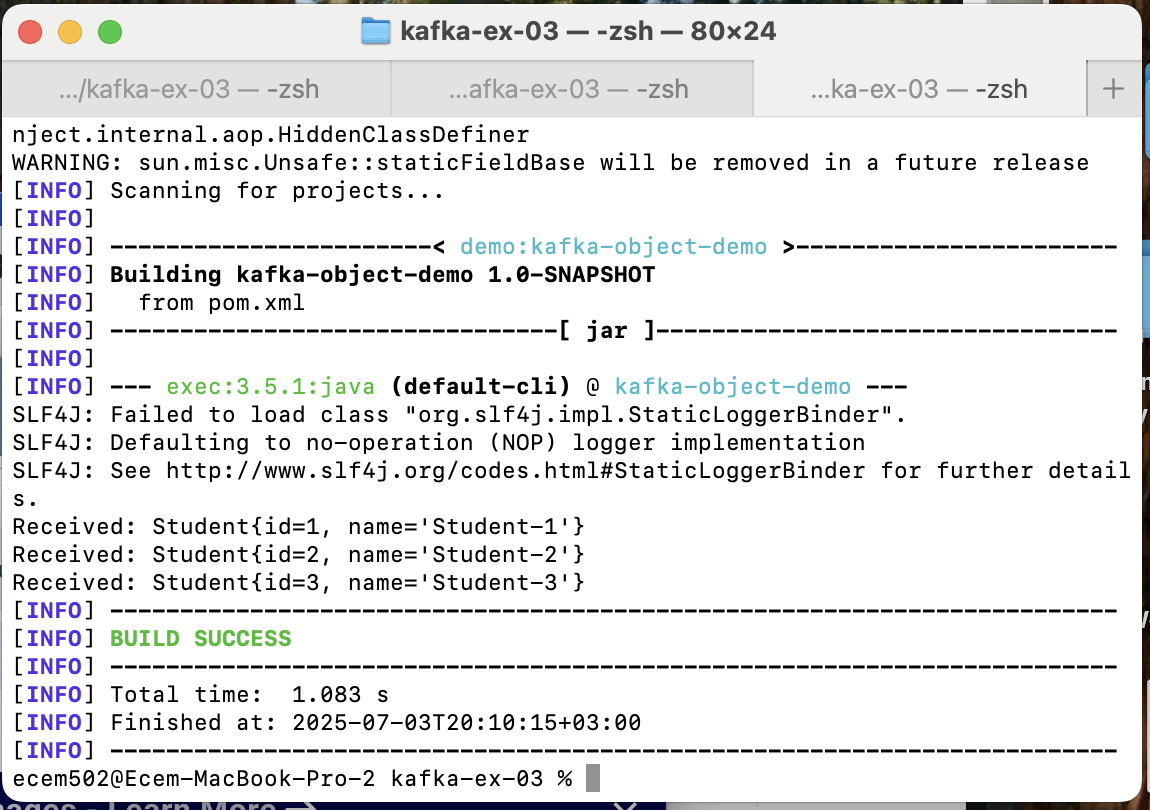 kafka-ex-03 — -zsh — 80×24
.../kafka-ex-03 — -zsh
...afka-ex-03 — -zsh
...ka-ex-03 — -zsh
+
nject.internal.aop.HiddenClassDefiner
WARNING: sun.misc.Unsafe::staticFieldBase will be removed in a future release
[INFO] Scanning for projects...
[INFO]
[INFO] -----------------------< demo:kafka-object-demo >-----------------------
[INFO] Building kafka-object-demo 1.0-SNAPSHOT
[INFO]   from pom.xml
[INFO] --------------------------------[ jar ]---------------------------------
[INFO]
[INFO] --- exec:3.5.1:java (default-cli) @ kafka-object-demo ---
SLF4J: Failed to load class "org.slf4j.impl.StaticLoggerBinder".
SLF4J: Defaulting to no-operation (NOP) logger implementation
SLF4J: See http://www.slf4j.org/codes.html#StaticLoggerBinder for further detail
s.
Received: Student{id=1, name='Student-1'}
Received: Student{id=2, name='Student-2'}
Received: Student{id=3, name='Student-3'}
[INFO] ------------------------------------------------------------------------
[INFO] BUILD SUCCESS
[INFO] ------------------------------------------------------------------------
[INFO] Total time:  1.083 s
[INFO] Finished at: 2025-07-03T20:10:15+03:00
[INFO] ------------------------------------------------------------------------
ecem502@Ecem-MacBook-Pro-2 kafka-ex-03 %
Learn More →